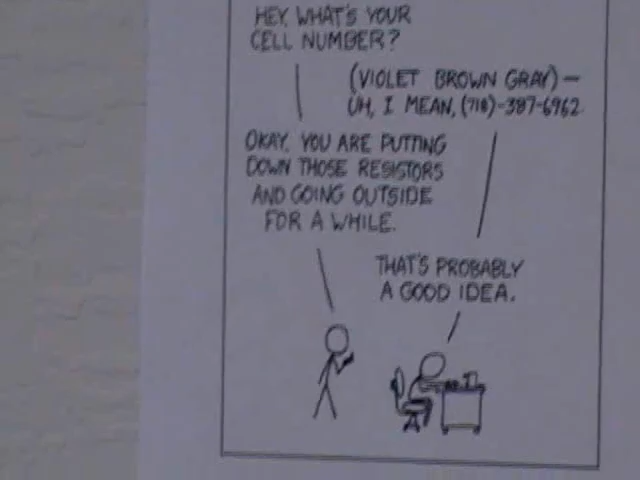 HEY, WHAT'S YOUR
CELL NUMBER?
(VIOLET BROWN GRAY)—
UH, I MEAN, (718)-387-6962
OKAY. YOU ARE PUTTING
DOWN THOSE RESISTORS
AND GOING OUTSIDE
FOR A WHILE.
THAT'S PROBABLY
A GOOD IDEA.